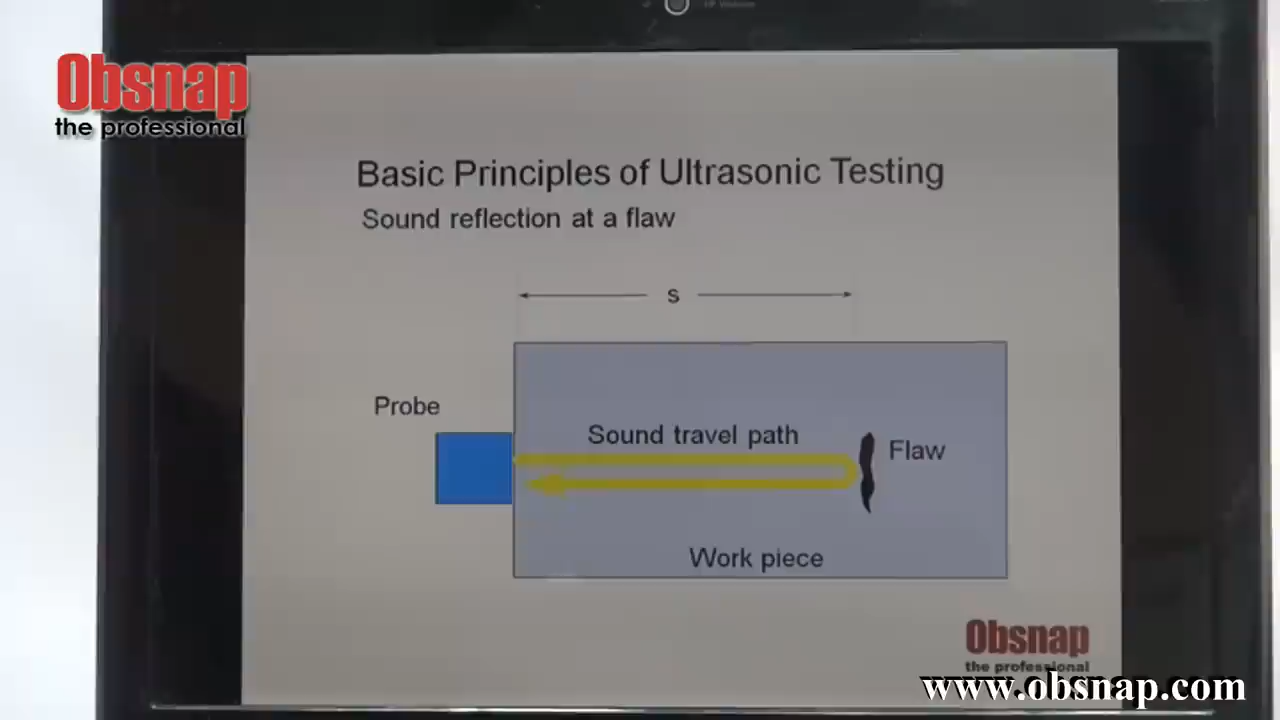 Obsnap
the professional
Basic Principles of Ultrasonic Testing
Sound reflection at a flaw
s
Probe
Sound travel path
Flaw
Work piece
Obsnap
the professional
www.obsnap.com